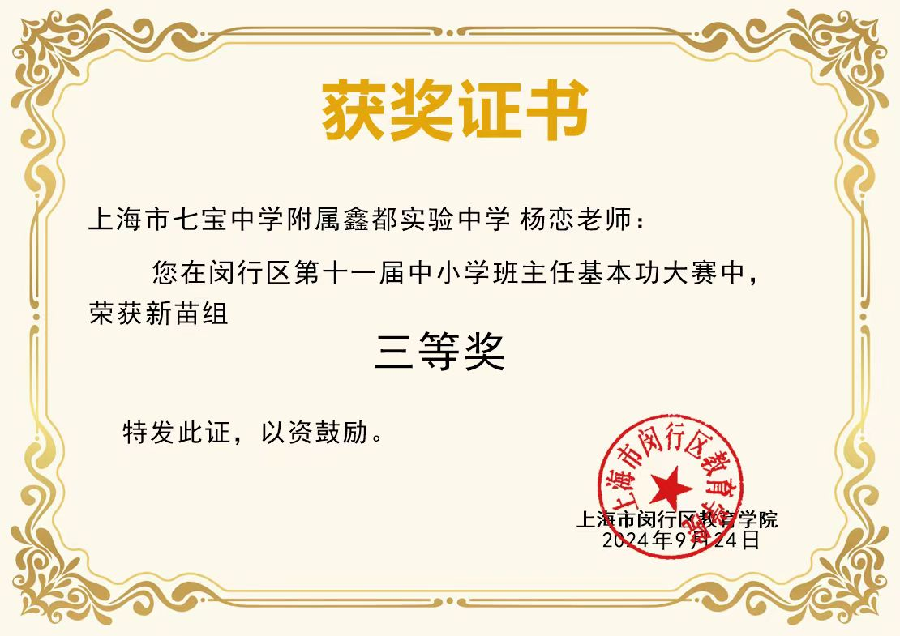 获奖证书
上海市七宝中学附属鑫都实验中学 杨恋老师：
您在闵行区第十一届中小学班主任基本功大赛中，
荣获新苗组
三等奖
特发此证，以资鼓励。
上海市闵行区教育学院
上海市闵行区教育学院
2024年9月24日